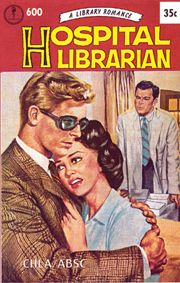 A LIBRARY ROMANCE
600
35c
HOSPITAL
LIBRARIAN
CHLA/ABSC